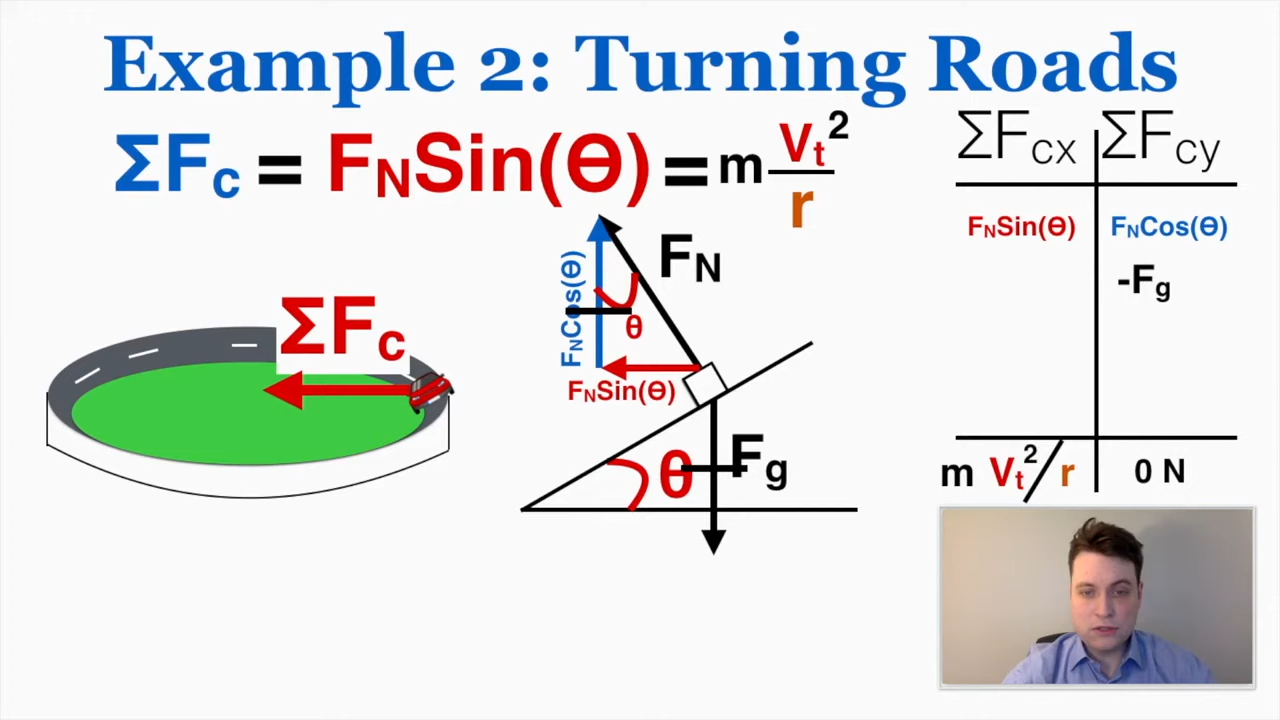 Example 2: Turning Roads
ΣFc = FNSin(Θ) = m Vt²/r
ΣFcx ΣFcy
FNSin(Θ) FNCos(Θ)
-Fg
m Vt²/r 0 N
ΣFc
FN
FNCos(Θ)
θ
FNSin(Θ)
θ
Fg